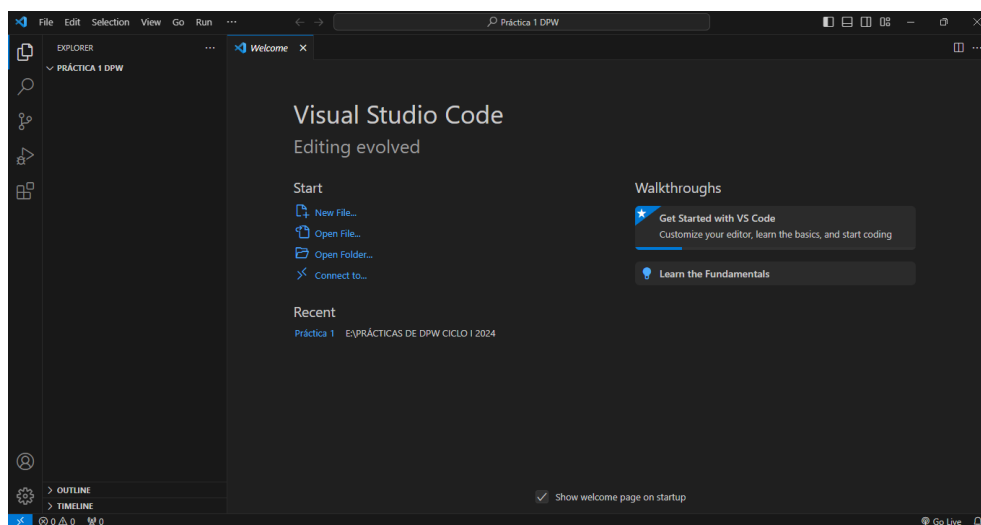 File Edit Selection View Go Run ··· Práctica 1 DPW
EXPLORER ··· Welcome ···
PRÁCTICA 1 DPW
Visual Studio Code
Editing evolved
Start
New File...
Open File...
Open Folder...
Connect to...
Recent
Práctica 1 E:\PRÁCTICAS DE DPW CICLO I 2024
Walkthroughs
Get Started with VS Code
Customize your editor, learn the basics, and start coding
Learn the Fundamentals
OUTLINE
Show welcome page on startup
TIMELINE
0 0 0 Go Live